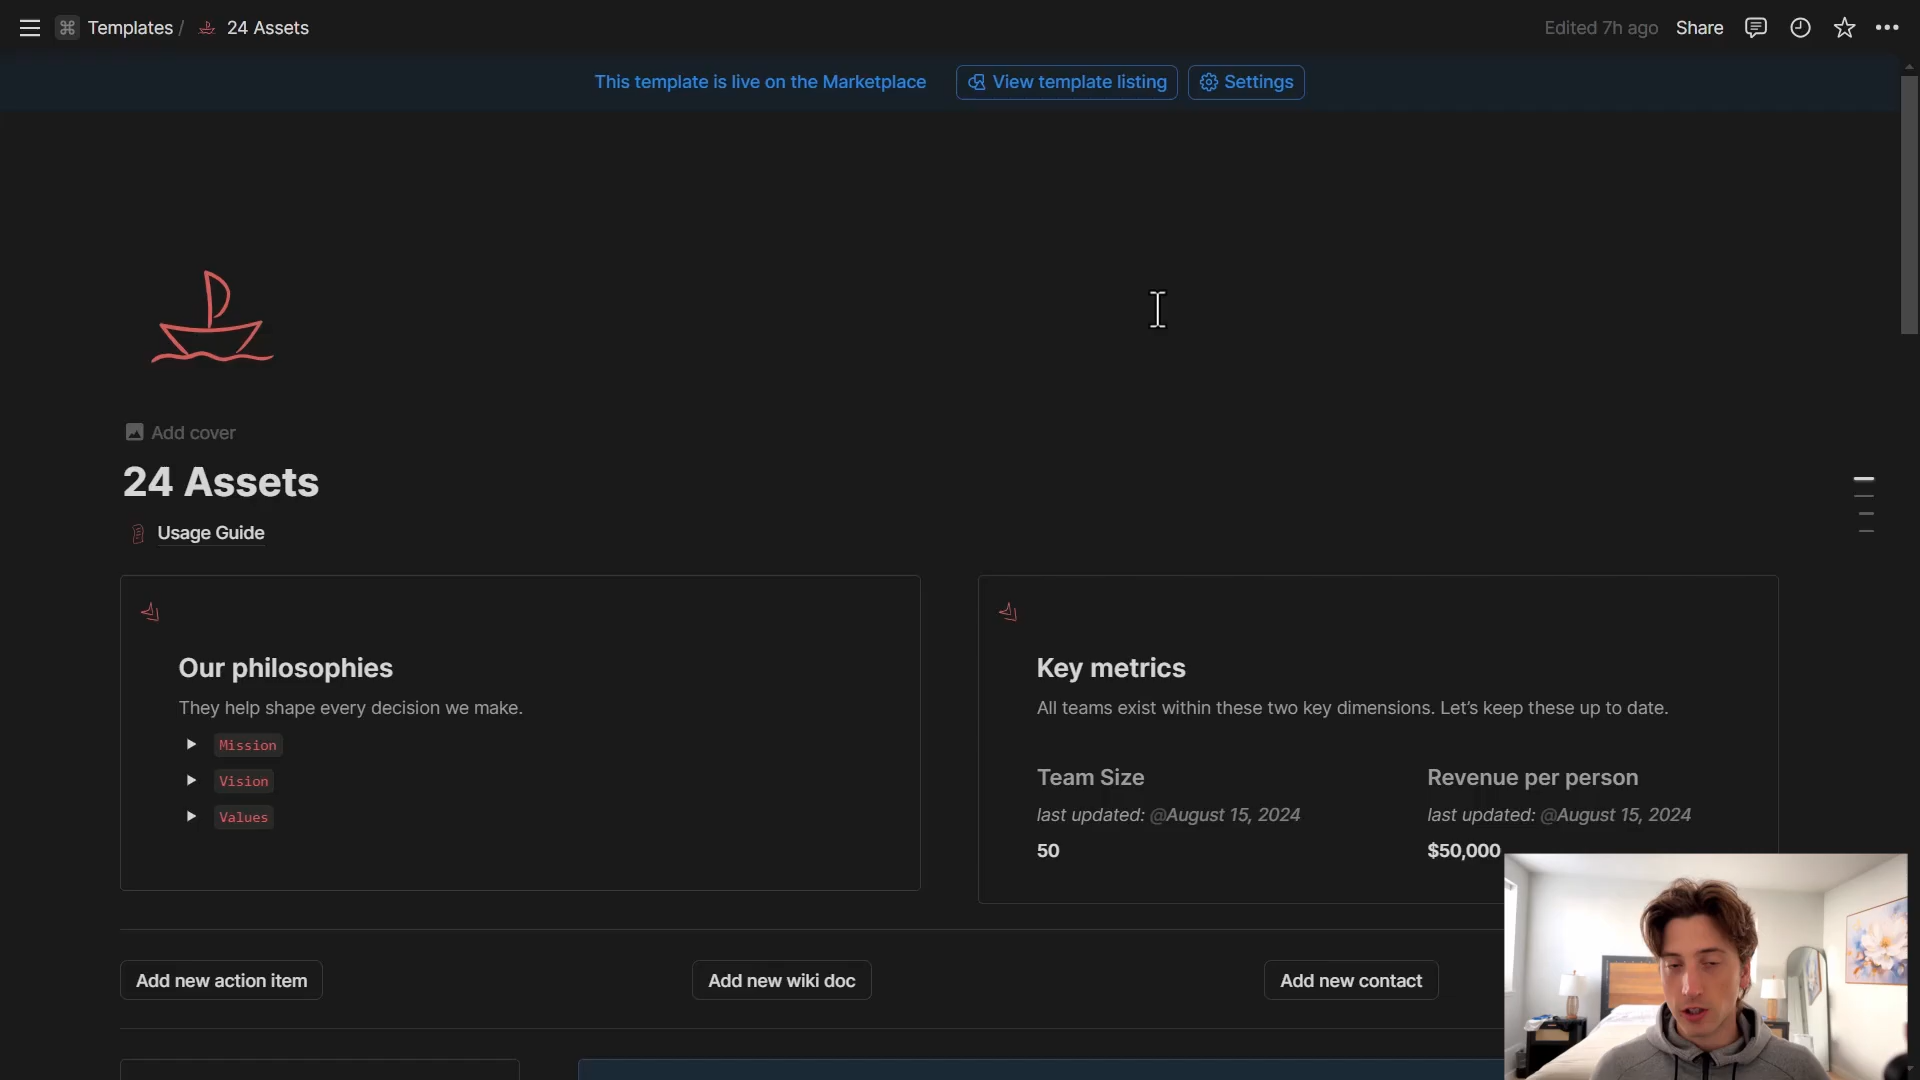 Templates / 24 Assets
Edited 7h ago Share
This template is live on the Marketplace View template listing Settings
Add cover
24 Assets
Usage Guide
Our philosophies
They help shape every decision we make.
Mission
Vision
Values
Key metrics
All teams exist within these two key dimensions. Let's keep these up to date.
Team Size
last updated: @August 15, 2024
50
Revenue per person
last updated: @August 15, 2024
$50,000
Add new action item
Add new wiki doc
Add new contact